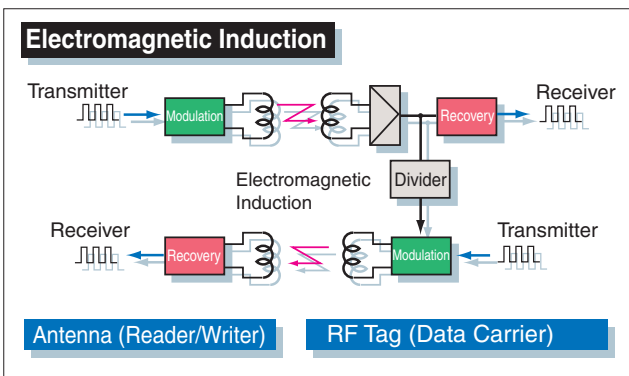 Electromagnetic Induction
Transmitter
Receiver
Modulation
Recovery
Electromagnetic
Induction
Divider
Receiver
Transmitter
Recovery
Modulation
Antenna (Reader/Writer)
RF Tag (Data Carrier)